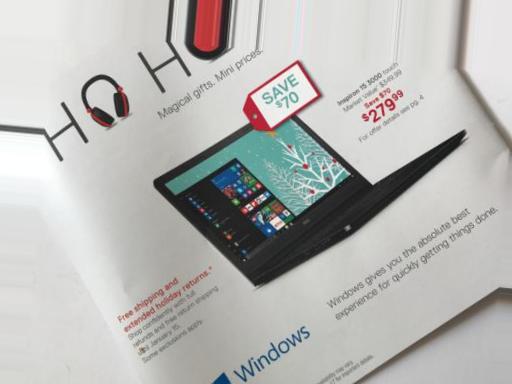 HO HO
Magical gifts. Mini prices.
SAVE
$70
Inspiron 15 3000 touch
Market Value $349.99
Save $70
$279.99
For offer details see pg. 4
Free shipping and
extended holiday returns.*
Shop confidently with full
refunds and free return shipping
until January 15.
Some exclusions apply.
Windows gives you the absolute best
experience for quickly getting things done.
Windows